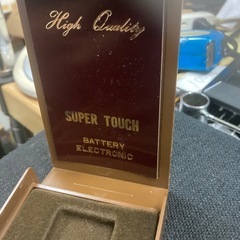 High Quality
SUPER TOUCH
BATTERY
ELECTRONIC